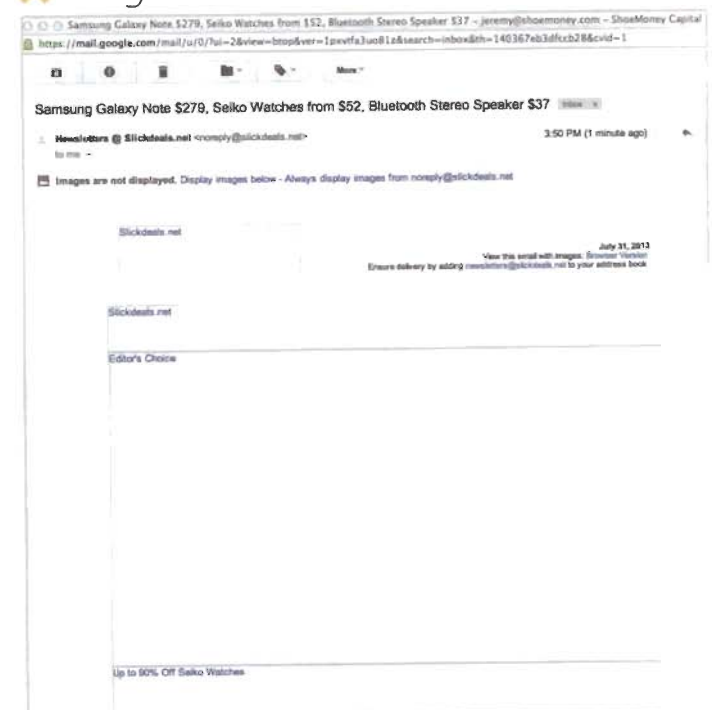 Samsung Galaxy Note $279, Seiko Watches from $52, Bluetooth Stereo Speaker $37 – jeremy@shoemoney.com – ShoeMoney Capital
https://mail.google.com/mail/u/0/?ui=2&view=btop&ver=1pxvtfa3uo81z&search=inbox&th=140367eb3dfccb28&cvid=1
More
Samsung Galaxy Note $279, Seiko Watches from $52, Bluetooth Stereo Speaker $37 Inbox x
Newsletters @ Slickdeals.net <noreply@slickdeals.net> 3:50 PM (1 minute ago)
to me
Images are not displayed. Display images below - Always display images from noreply@slickdeals.net
Slickdeals.net
July 31, 2013
View this email with images: Browser Version
Ensure delivery by adding newsletters@slickdeals.net to your address book
Slickdeals.net
Editor's Choice
Up to 90% Off Seiko Watches